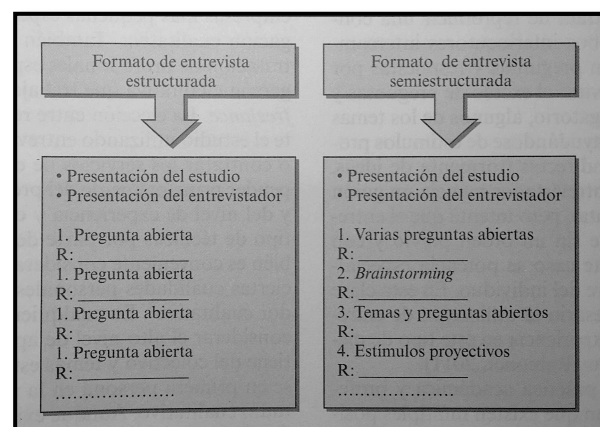 Formato de entrevista
estructurada
• Presentación del estudio
• Presentación del entrevistador
1. Pregunta abierta
R: ______________
1. Pregunta abierta
R: ______________
1. Pregunta abierta
R: ______________
1. Pregunta abierta
R: ______________
.....................
Formato de entrevista
semiestructurada
• Presentación del estudio
• Presentación del entrevistador
1. Varias preguntas abiertas
R: ______________
2. Brainstorming
R: ______________
3. Temas y preguntas abiertos
R: ______________
4. Estímulos proyectivos
R: ______________
.....................